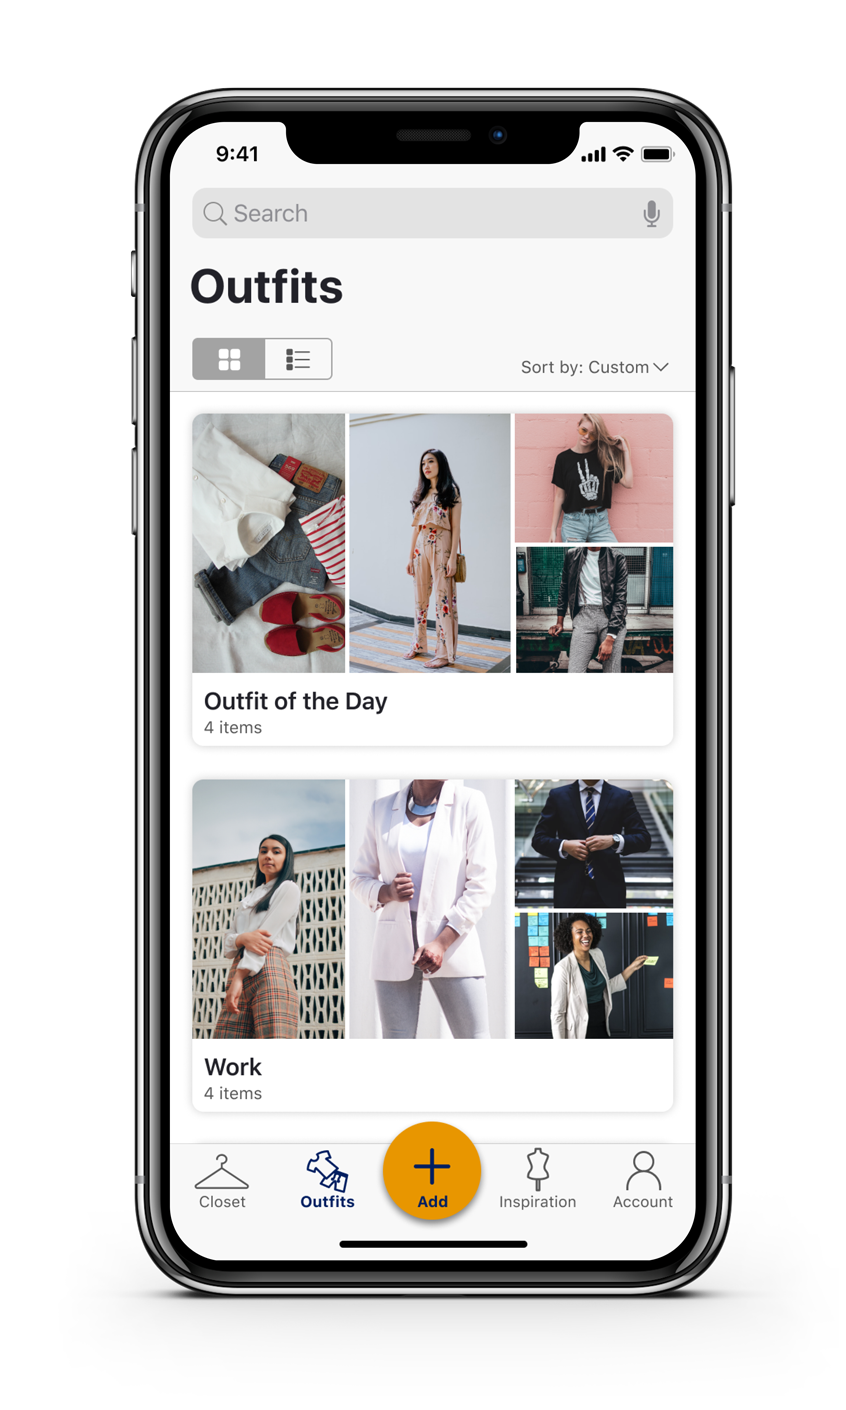 9:41
Search
Outfits
Sort by: Custom
Outfit of the Day
4 items
Work
4 items
Closet
Outfits
Add
Inspiration
Account